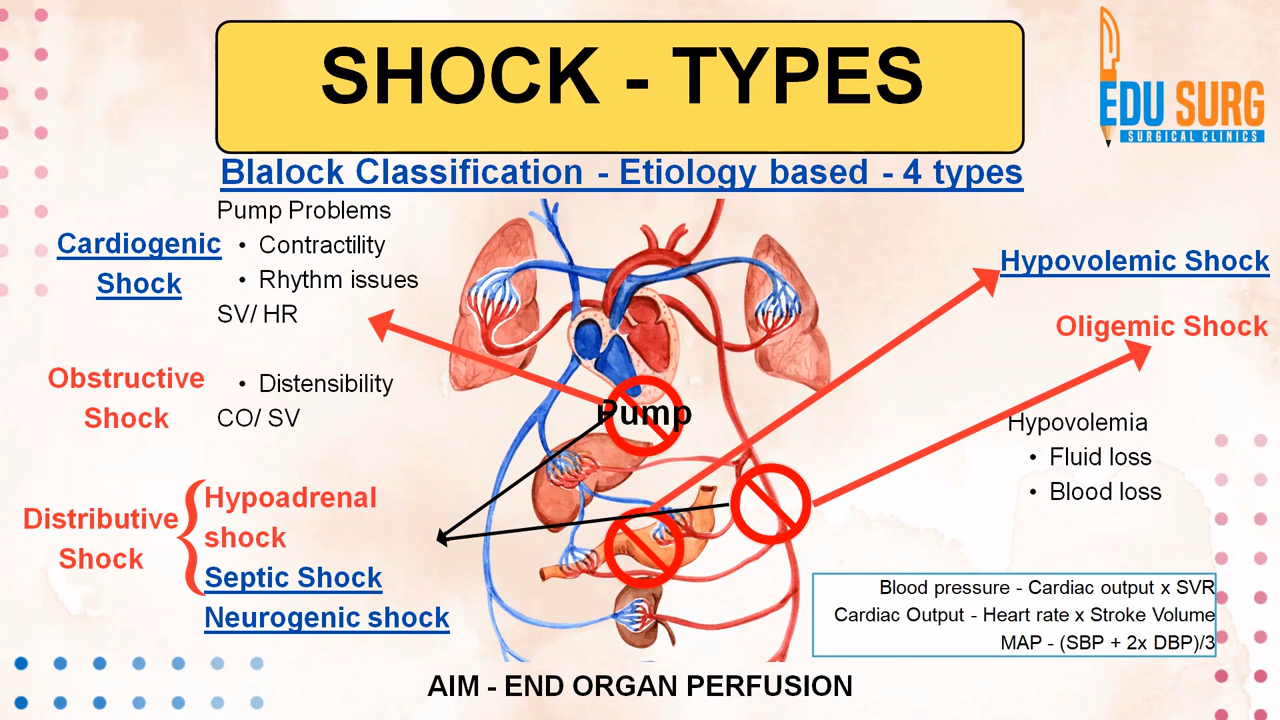 SHOCK - TYPES
EDU SURG
SURGICAL CLINICS
Blalock Classification - Etiology based - 4 types
Cardiogenic
Shock
Pump Problems
• Contractility
• Rhythm issues
SV/ HR
Obstructive
Shock
• Distensibility
CO/ SV
Distributive
Shock
Hypoadrenal
shock
Septic Shock
Neurogenic shock
Pump
Hypovolemic Shock
Oligemic Shock
Hypovolemia
• Fluid loss
• Blood loss
Blood pressure - Cardiac output x SVR
Cardiac Output - Heart rate x Stroke Volume
MAP - (SBP + 2x DBP)/3
AIM - END ORGAN PERFUSION